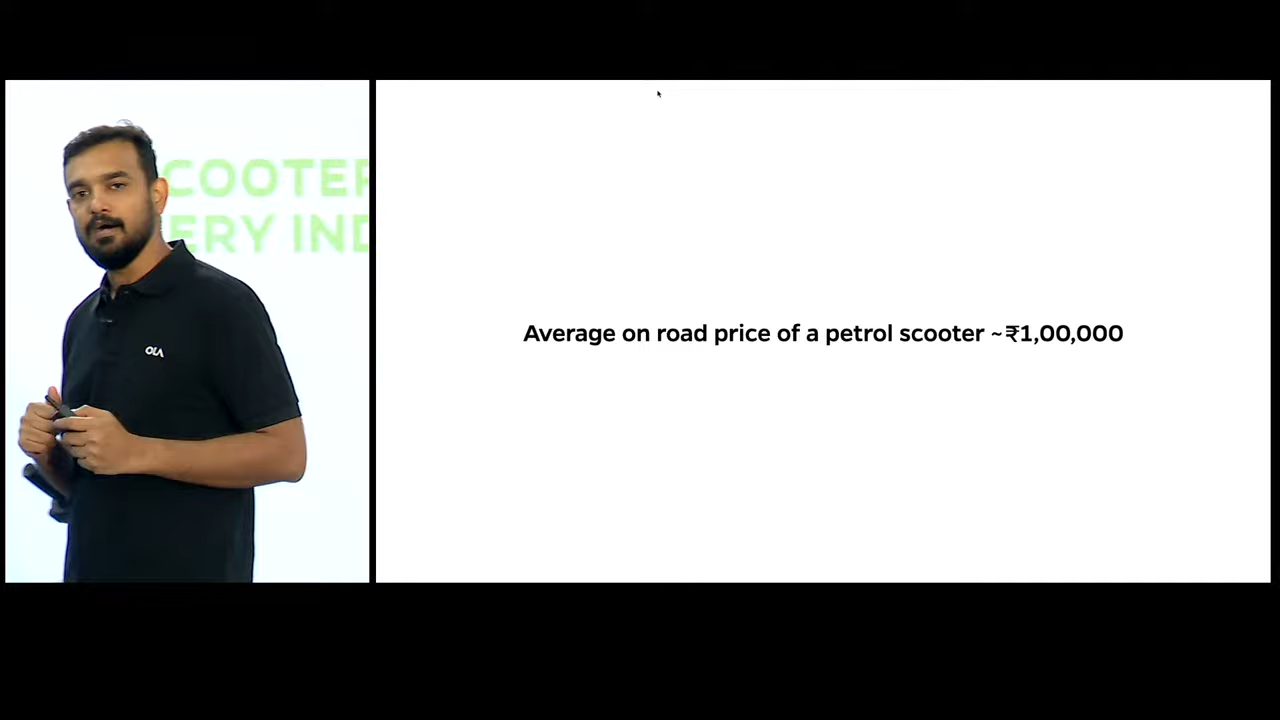 COOTER
ERY IND
OLA
Average on road price of a petrol scooter ~₹1,00,000